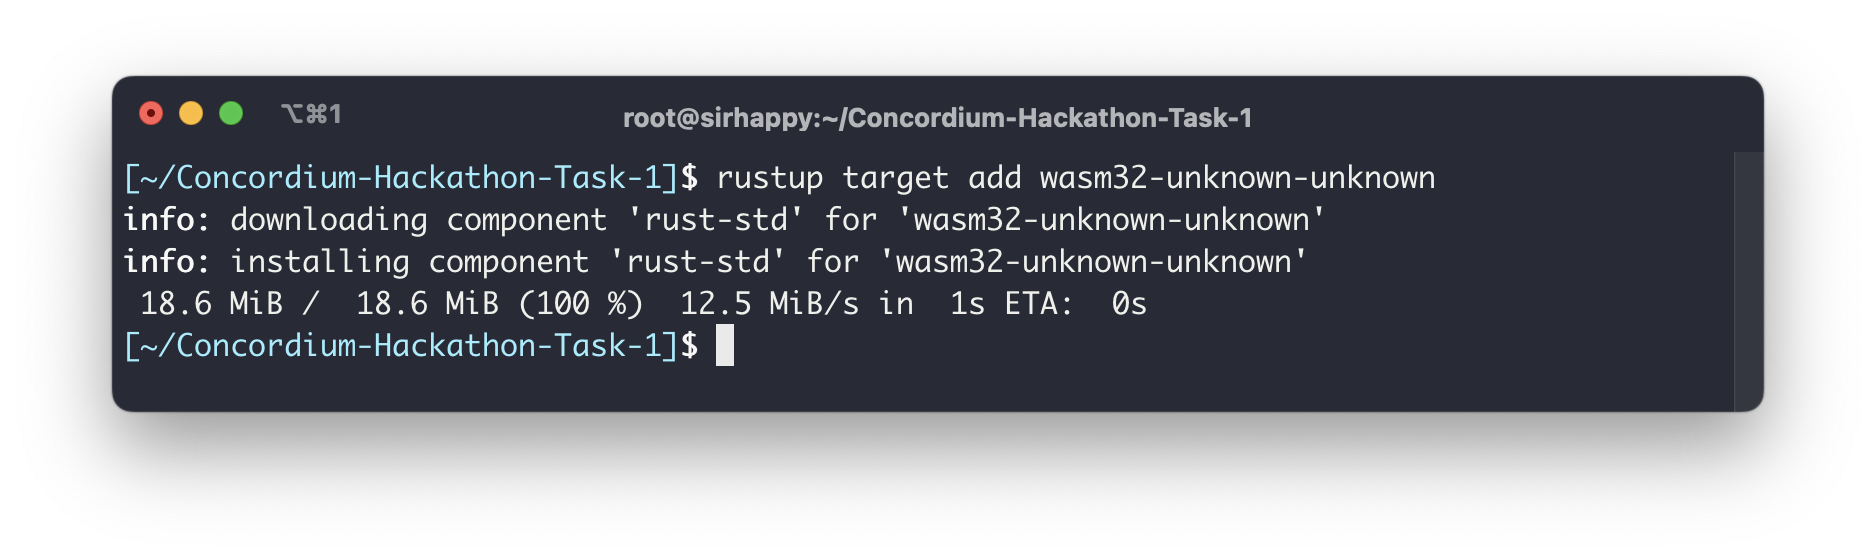 ⌥⌘1
root@sirhappy:~/Concordium-Hackathon-Task-1
[~/Concordium-Hackathon-Task-1]$ rustup target add wasm32-unknown-unknown
info: downloading component 'rust-std' for 'wasm32-unknown-unknown'
info: installing component 'rust-std' for 'wasm32-unknown-unknown'
 18.6 MiB /  18.6 MiB (100 %)  12.5 MiB/s in  1s ETA:  0s
[~/Concordium-Hackathon-Task-1]$